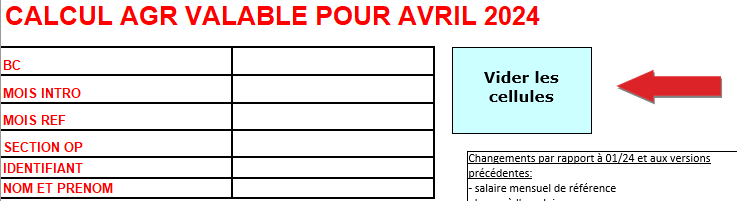 CALCUL AGR VALABLE POUR AVRIL 2024
BC
MOIS INTRO
MOIS REF
SECTION OP
IDENTIFIANT
NOM ET PRENOM
Vider les
cellules
Changements par rapport à 01/24 et aux versions
précédentes:
- salaire mensuel de référence